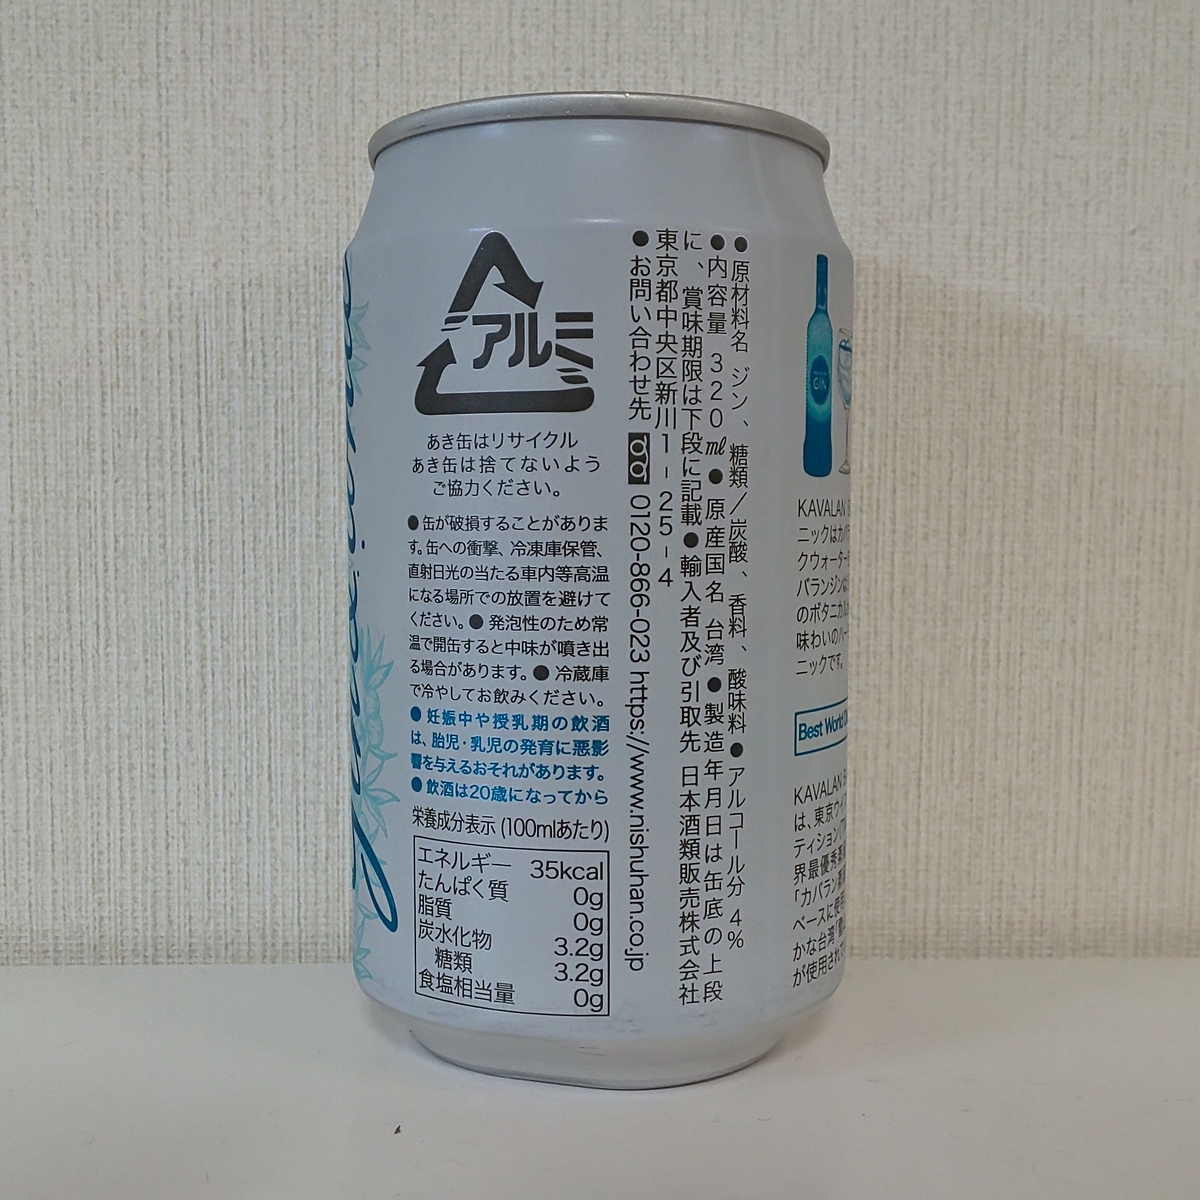 アルミ
あき缶はリサイクル
あき缶は捨てないよう
ご協力ください。
●缶が破損することがありま
す。缶への衝撃、冷凍庫保管、
直射日光の当たる車内等高温
になる場所での放置を避けて
ください。●発泡性のため常
温で開缶すると中味が噴き出
る場合があります。●冷蔵庫
で冷やしてお飲みください。
●妊娠中や授乳期の飲酒
は、胎児・乳児の発育に悪影
響を与えるおそれがあります。
●飲酒は20歳になってから
栄養成分表示(100mlあたり)
エネルギー 35kcal
たんぱく質 0g
脂質 0g
炭水化物 3.2g
糖類 3.2g
食塩相当量 0g
●原材料名 ジン、糖類/炭酸、香料、酸味料●アルコール分 4%
●内容量 320㎖●原産国名 台湾●製造年月日は缶底の上段
に、賞味期限は下段に記載●輸入者及び引取先 日本酒類販売株式会社
東京都中央区新川1-25-4
●お問い合わせ先 0120-866-023 https://www.nishuhan.co.jp
GIN
KAVALAN
ニックはカバ
クウォーター
バランジンは
のボタニカル
味わいのハー
ニックです。
Best World
KAVALAN
は、東京ウイ
ティション(T
界最優秀蒸
「カバラン蒸
ベースに使
かな台湾「
が使用され